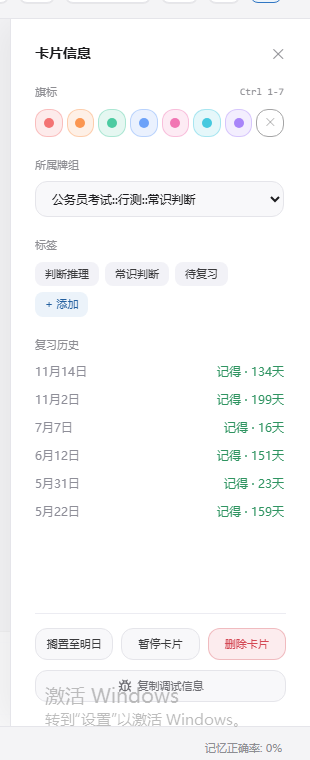 卡片信息
旗标 Ctrl 1-7
所属牌组
公务员考试::行测::常识判断
标签
判断推理 常识判断 待复习
+ 添加
复习历史
11月14日 记得 · 134天
11月2日 记得 · 199天
7月7日 记得 · 16天
6月12日 记得 · 151天
5月31日 记得 · 23天
5月22日 记得 · 159天
搁置至明日 暂停卡片 删除卡片
复制调试信息
激活 Windows
转到"设置"以激活 Windows。
记忆正确率: 0%